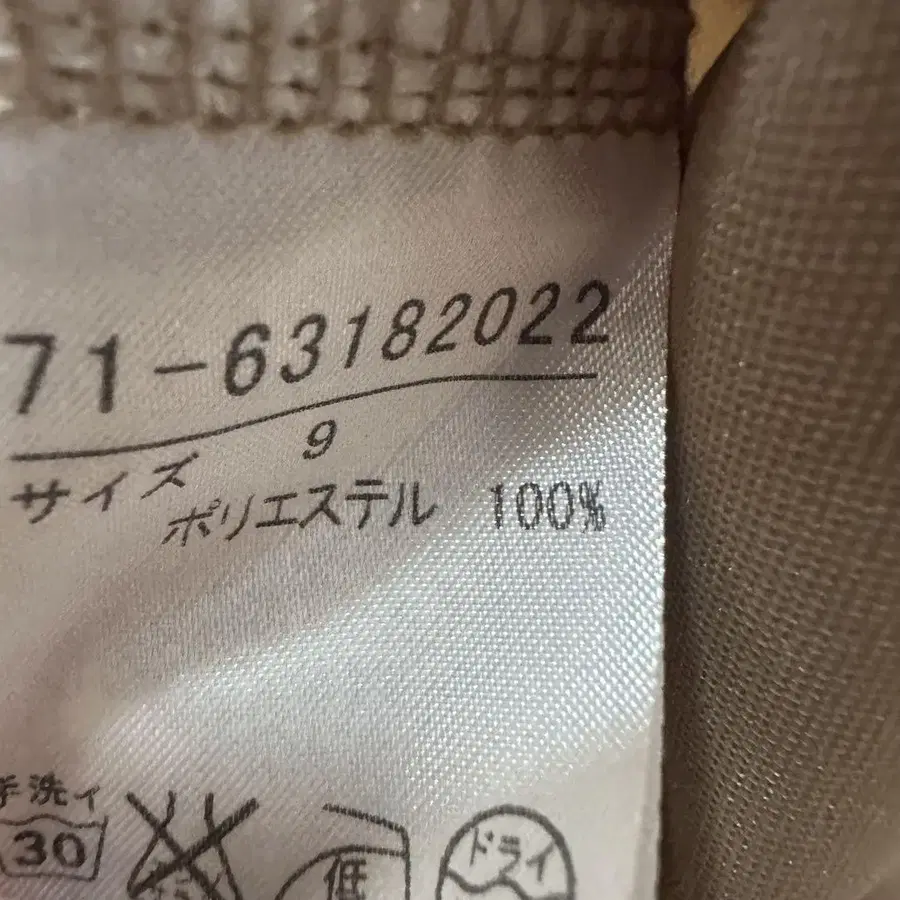 71-63182022
サイズ 9
ポリエステル 100%
手洗イ
30 低 ドライ